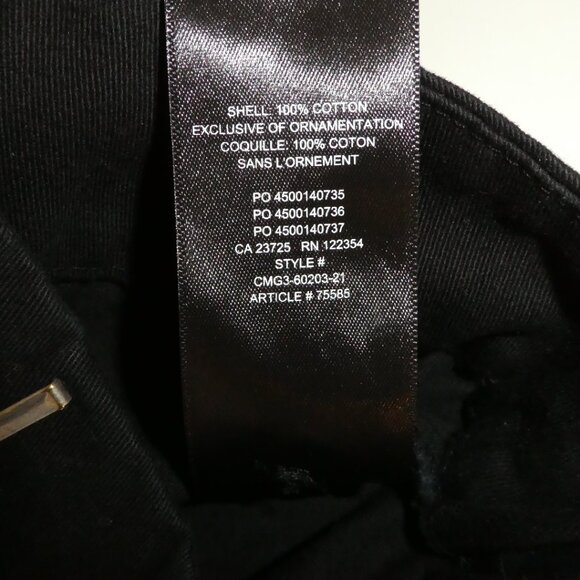 SHELL: 100% COTTON
EXCLUSIVE OF ORNAMENTATION
COQUILLE: 100% COTON
SANS L'ORNEMENT
PO 4500140735
PO 4500140736
PO 4500140737
CA 23725 RN 122354
STYLE #
CMG3-60203-21
ARTICLE # 75585